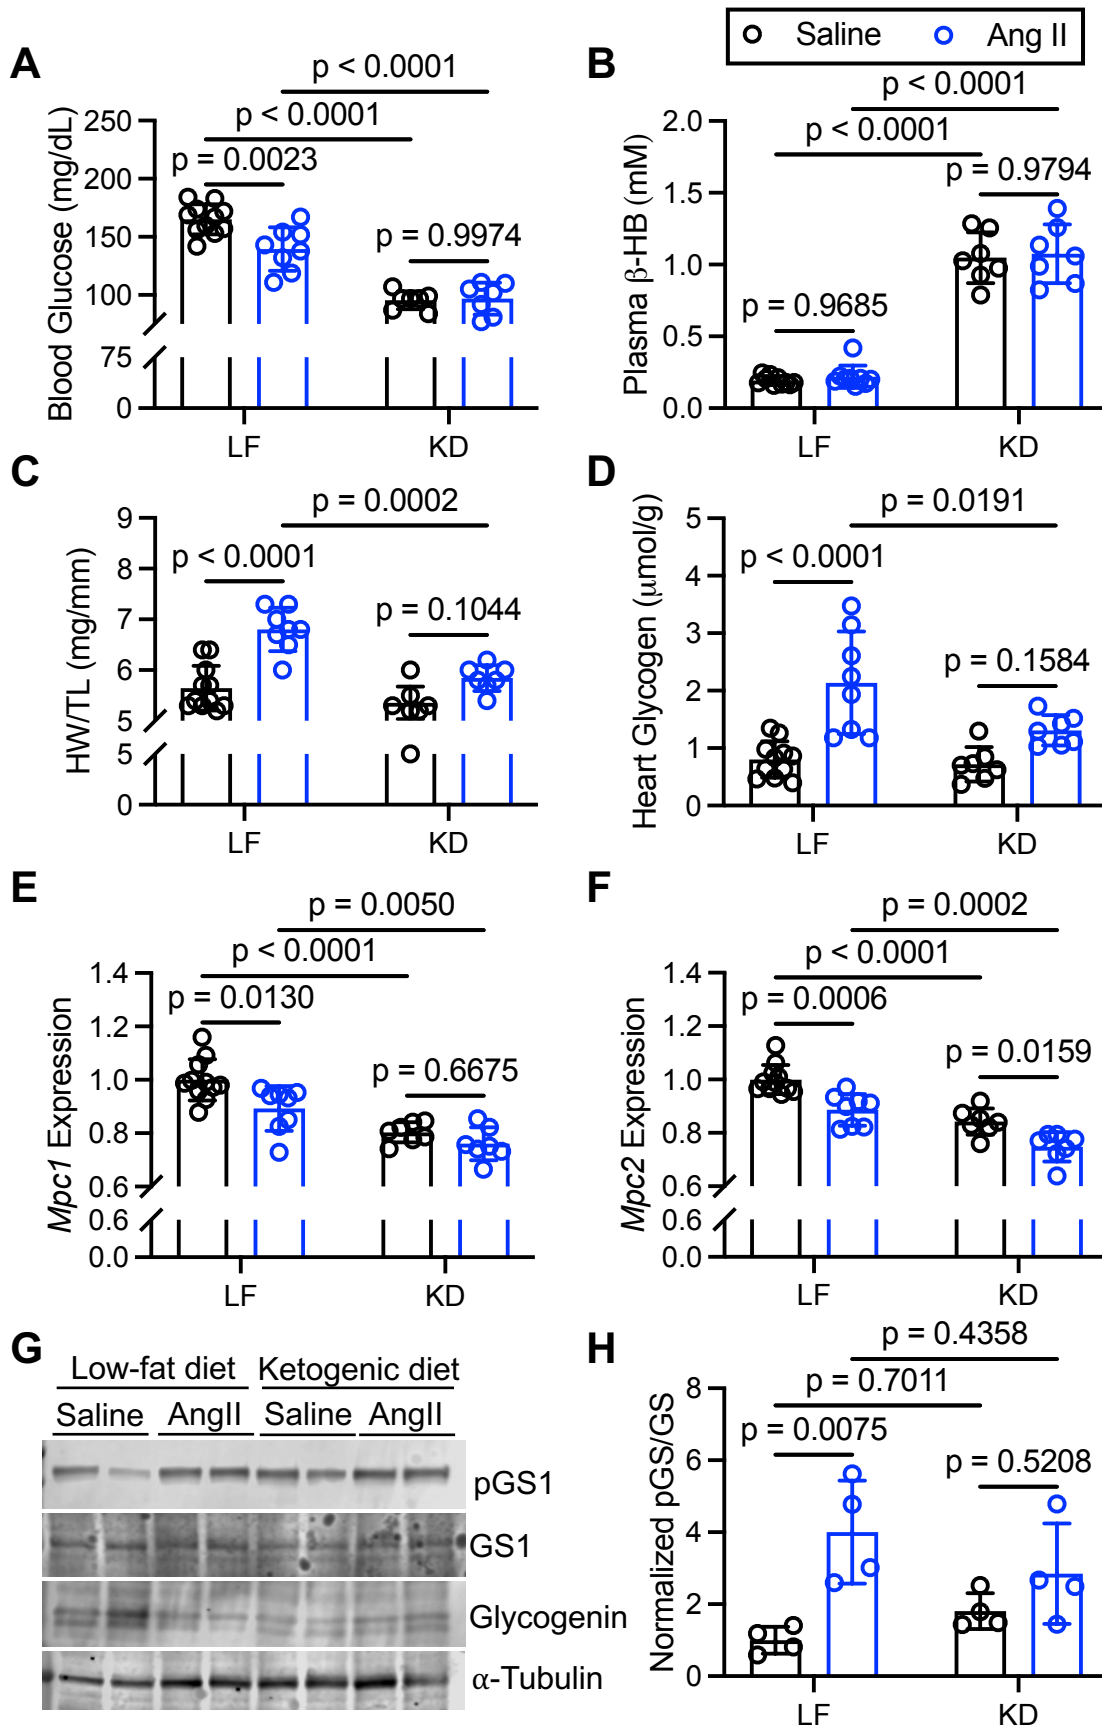 Saline Ang II
A
p < 0.0001
p < 0.0001
p = 0.0023
p = 0.9974
Blood Glucose (mg/dL)
250
200
150
100
75
0
LF KD
B
p < 0.0001
p < 0.0001
p = 0.9794
p = 0.9685
Plasma β-HB (mM)
2.0
1.5
1.0
0.5
0.0
LF KD
C
p = 0.0002
p < 0.0001
p = 0.1044
HW/TL (mg/mm)
9
8
7
6
5
5
0
LF KD
D
p = 0.0191
p < 0.0001
p = 0.1584
Heart Glycogen (μmol/g)
5
4
3
2
1
0
LF KD
E
p = 0.0050
p < 0.0001
p = 0.0130
p = 0.6675
Mpc1 Expression
1.4
1.2
1.0
0.8
0.6
0.6
0.0
LF KD
F
p = 0.0002
p < 0.0001
p = 0.0006
p = 0.0159
Mpc2 Expression
1.4
1.2
1.0
0.8
0.6
0.6
0.0
LF KD
G
Low-fat diet Ketogenic diet
Saline AngII Saline AngII
pGS1
GS1
Glycogenin
α-Tubulin
H
p = 0.4358
p = 0.7011
p = 0.0075
p = 0.5208
Normalized pGS/GS
8
6
4
2
0
LF KD